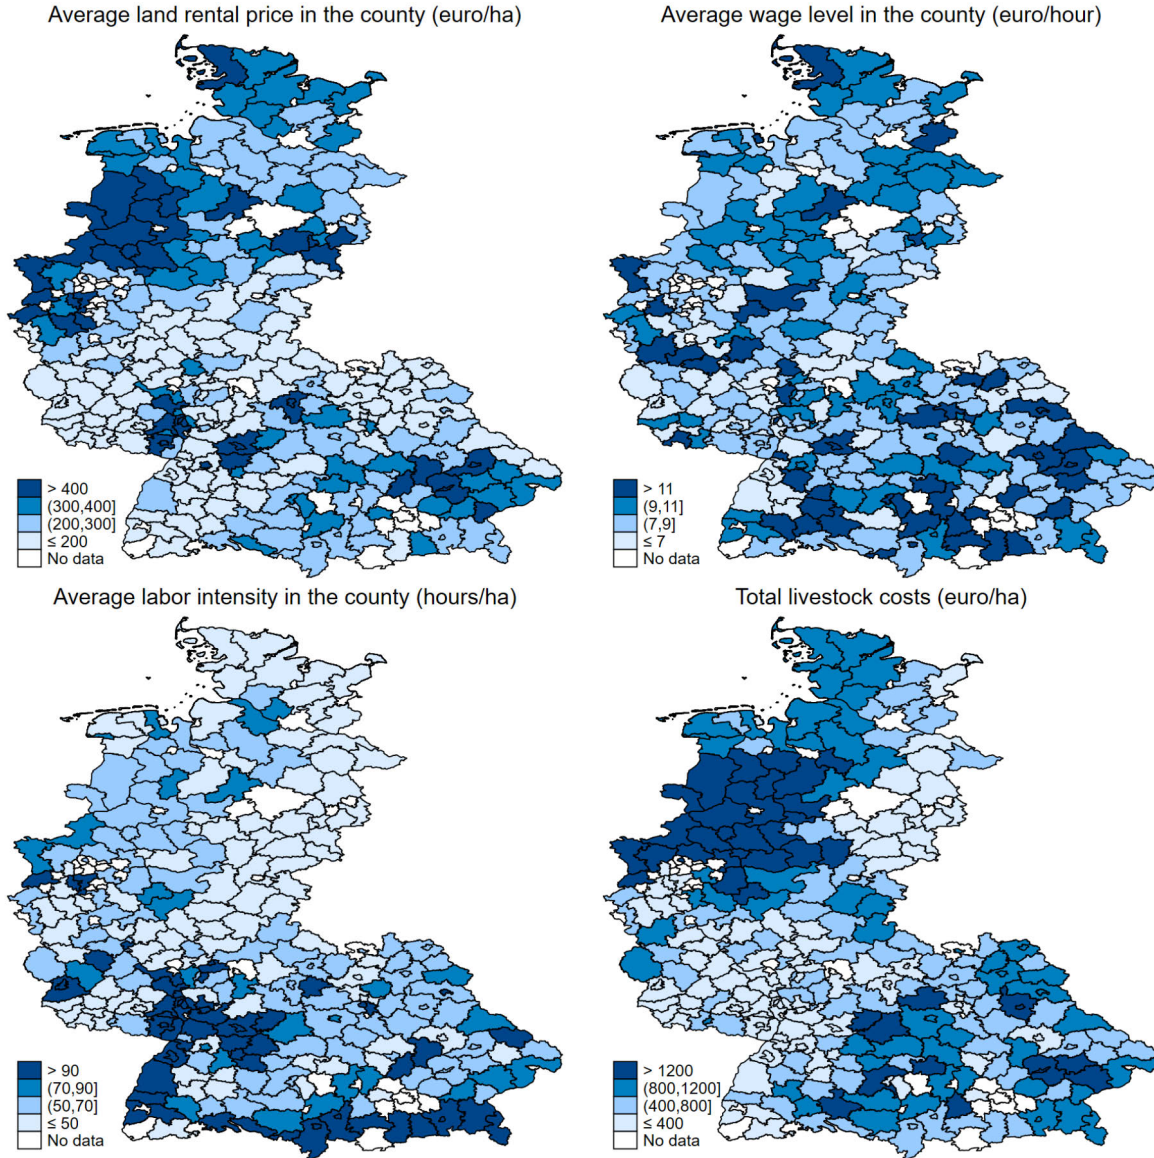 Average land rental price in the county (euro/ha)
> 400
(300,400]
(200,300]
≤ 200
No data
Average wage level in the county (euro/hour)
> 11
(9,11]
(7,9]
≤ 7
No data
Average labor intensity in the county (hours/ha)
> 90
(70,90]
(50,70]
≤ 50
No data
Total livestock costs (euro/ha)
> 1200
(800,1200]
(400,800]
≤ 400
No data